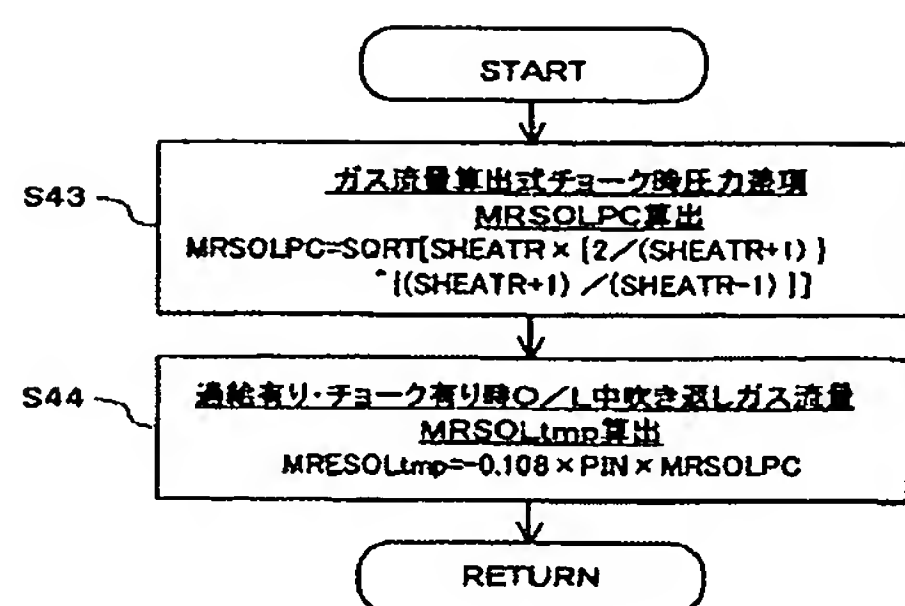 START
S43
ガス流量算出式チョーク時圧力差項
MRSOLPC算出
MRSOLPC=SQRT[SHEATR×{2/(SHEATR+1)}
^{(SHEATR+1)/(SHEATR-1)}]
S44
過給有り・チョーク有り時O/L中吹き返しガス流量
MRSOLtmp算出
MRESOLtmp=-0.108×PIN×MRSOLPC
RETURN